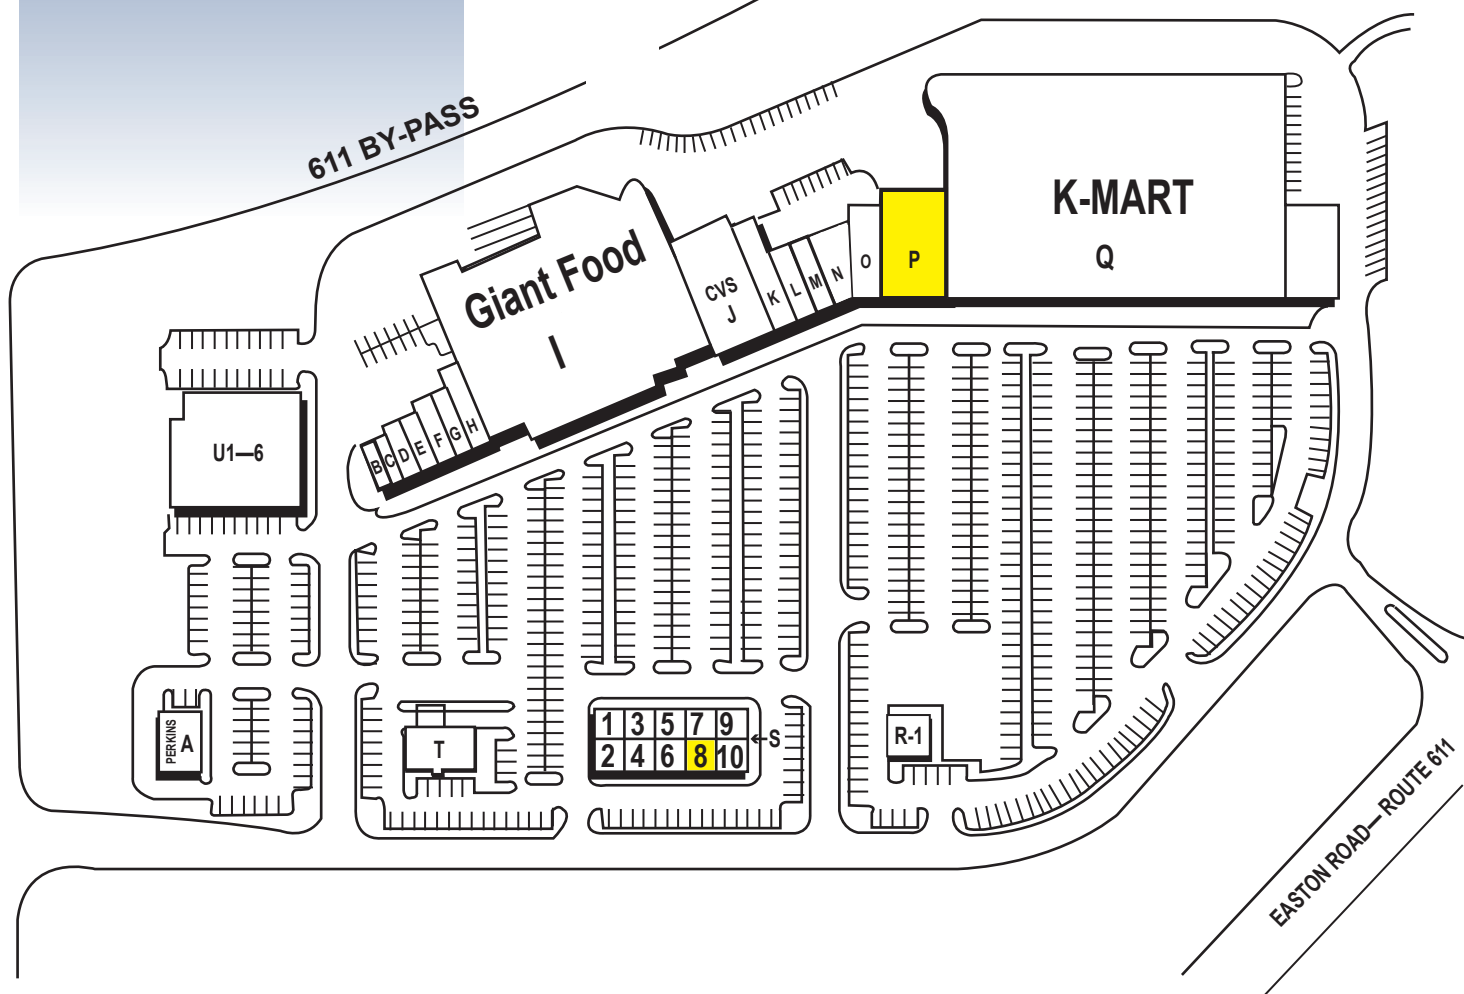 611 BY-PASS
K-MART
Q
Giant Food
I
CVS
J
K
L
M
N
O
P
B
C
D
E
F
G
H
U1—6
PERKINS
A
T
1 3 5 7 9
2 4 6 8 10
S
R-1
EASTON ROAD— ROUTE 611